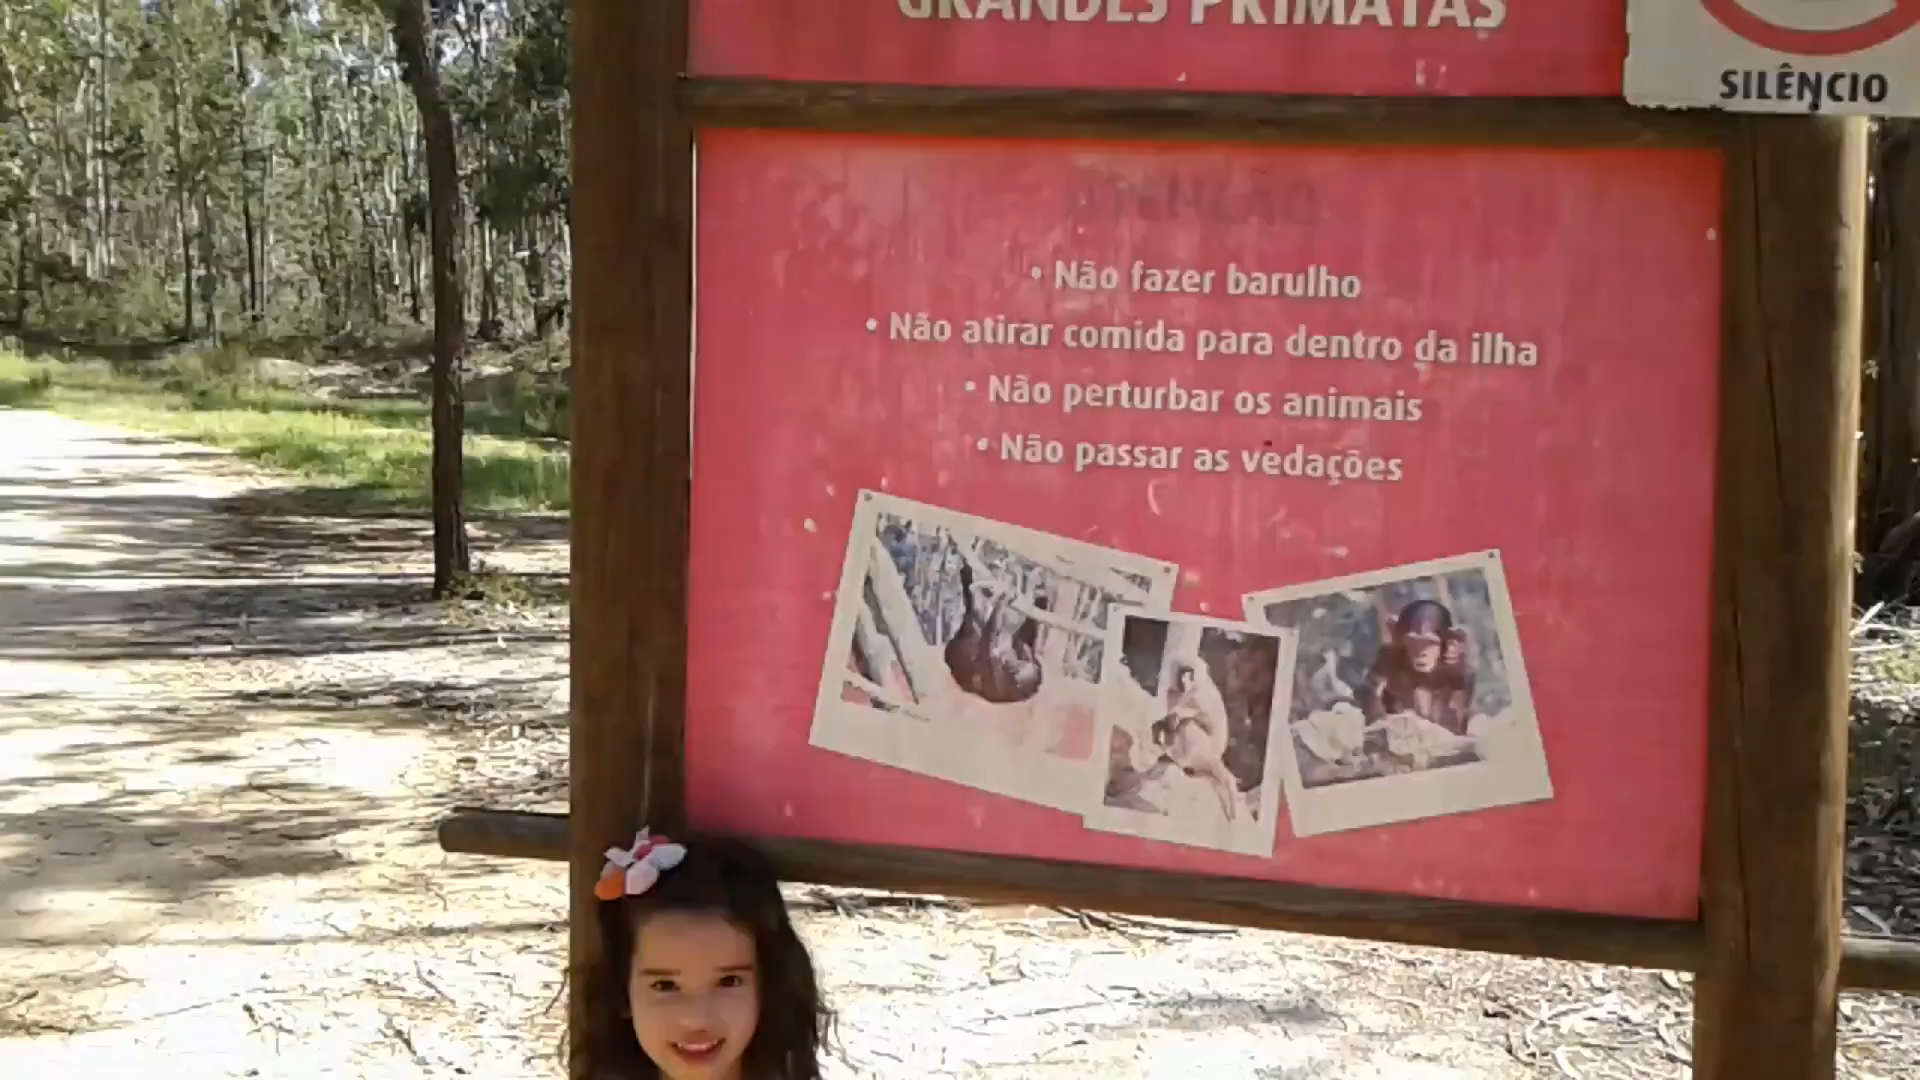 GRANDES PRIMATAS
SILÊNCIO
ATENÇÃO
• Não fazer barulho
• Não atirar comida para dentro da ilha
• Não perturbar os animais
• Não passar as vedações